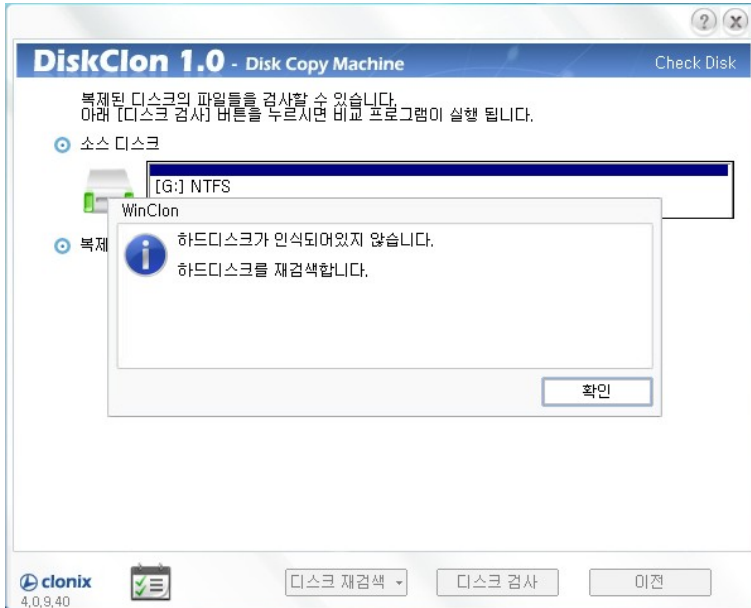 DiskClon 1.0 - Disk Copy Machine
Check Disk
복제된 디스크의 파일들을 검사할 수 있습니다.
아래 [디스크 검사] 버튼을 누르시면 비교 프로그램이 실행 됩니다.
소스 디스크
[G:] NTFS
WinClon
하드디스크가 인식되어있지 않습니다.
하드디스크를 재검색합니다.
복제
확인
clonix
4.0.9.40
디스크 재검색
디스크 검사
이전